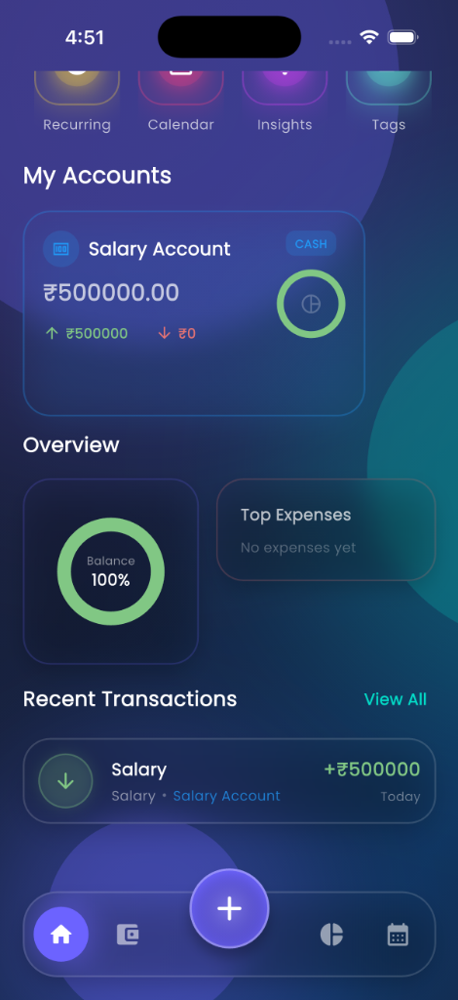 4:51
Recurring
Calendar
Insights
Tags
My Accounts
Salary Account
CASH
₹500000.00
₹500000
₹0
Overview
Balance
100%
Top Expenses
No expenses yet
Recent Transactions
View All
Salary
+₹500000
Salary • Salary Account
Today